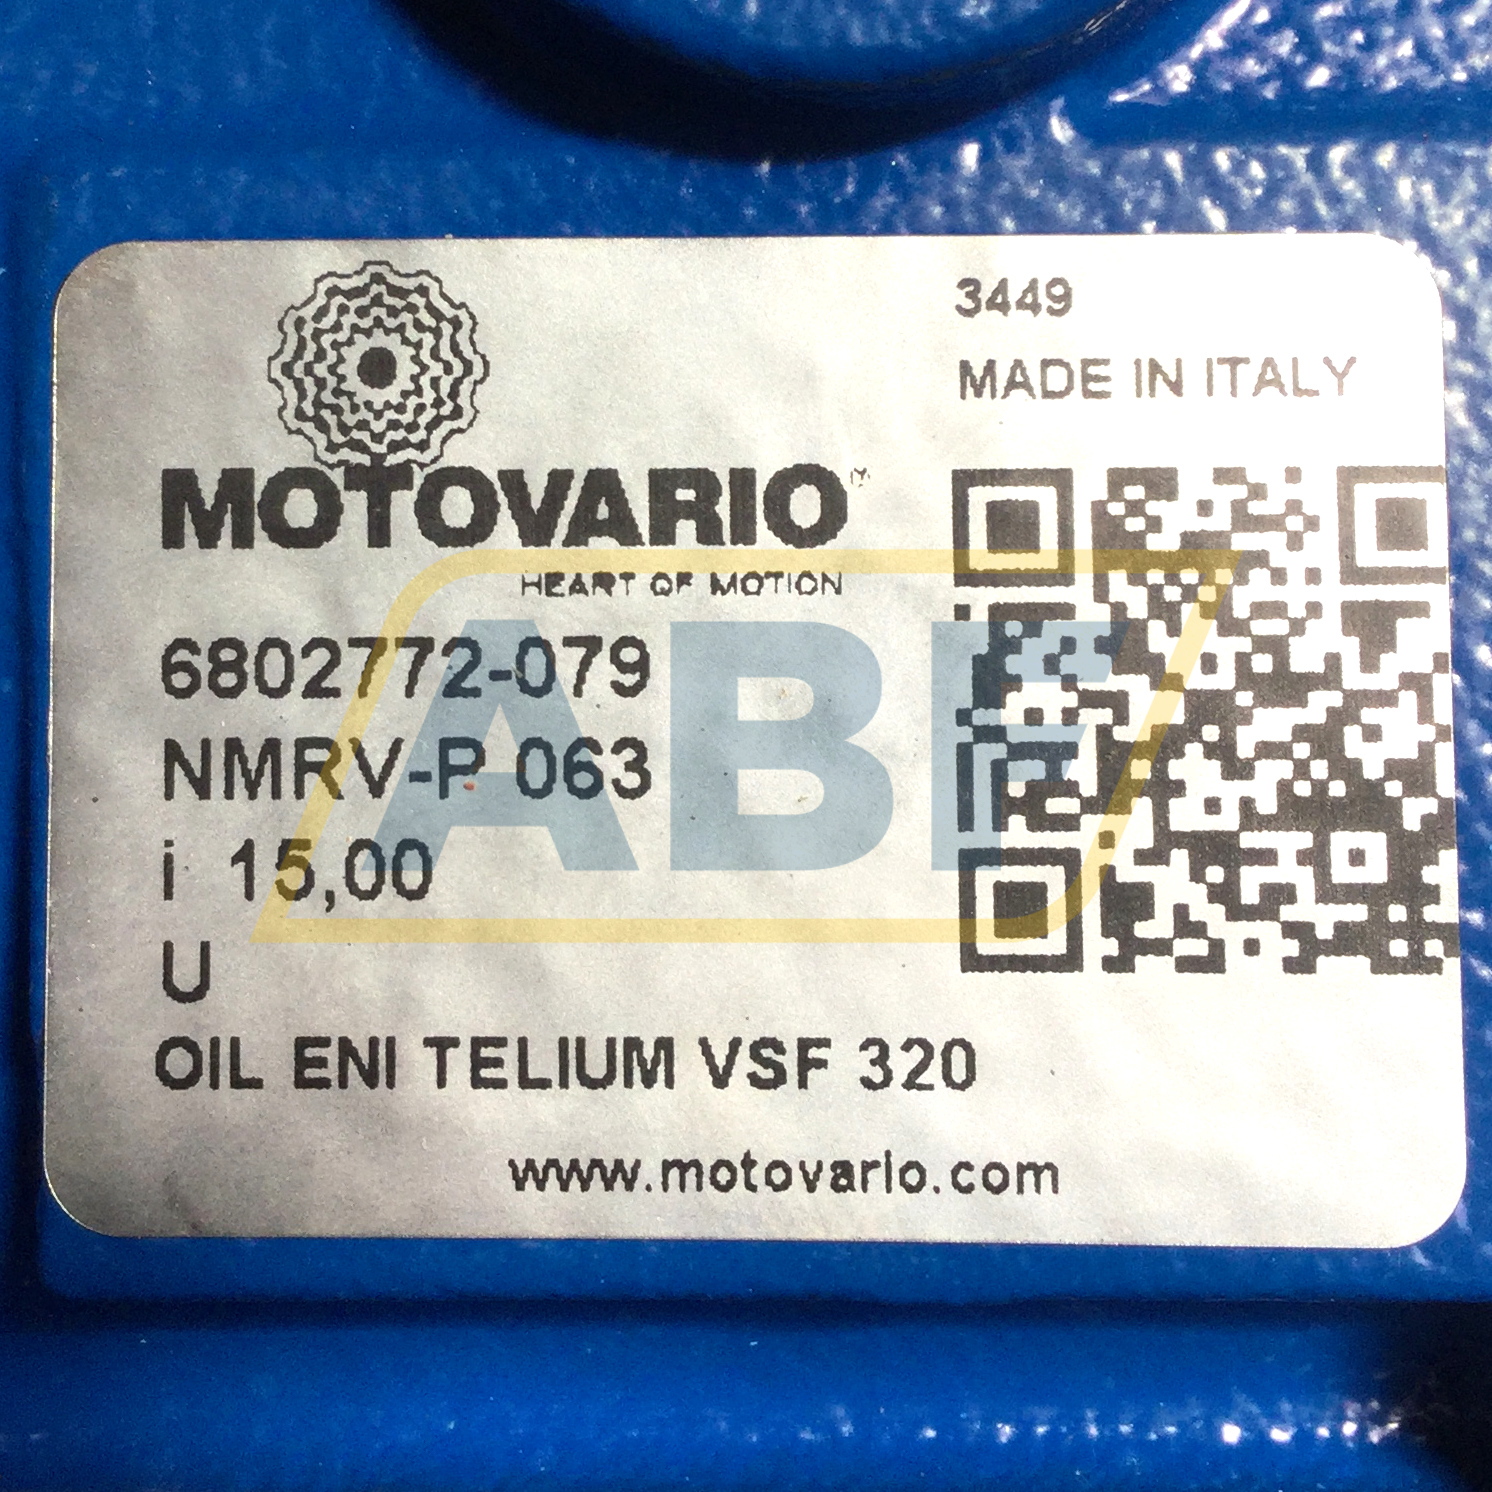 3449
MADE IN ITALY
MOTOVARIO™
HEART OF MOTION
6802772-079
NMRV-P 063
i 15,00
U
OIL ENI TELIUM VSF 320
www.motovario.com
ABF